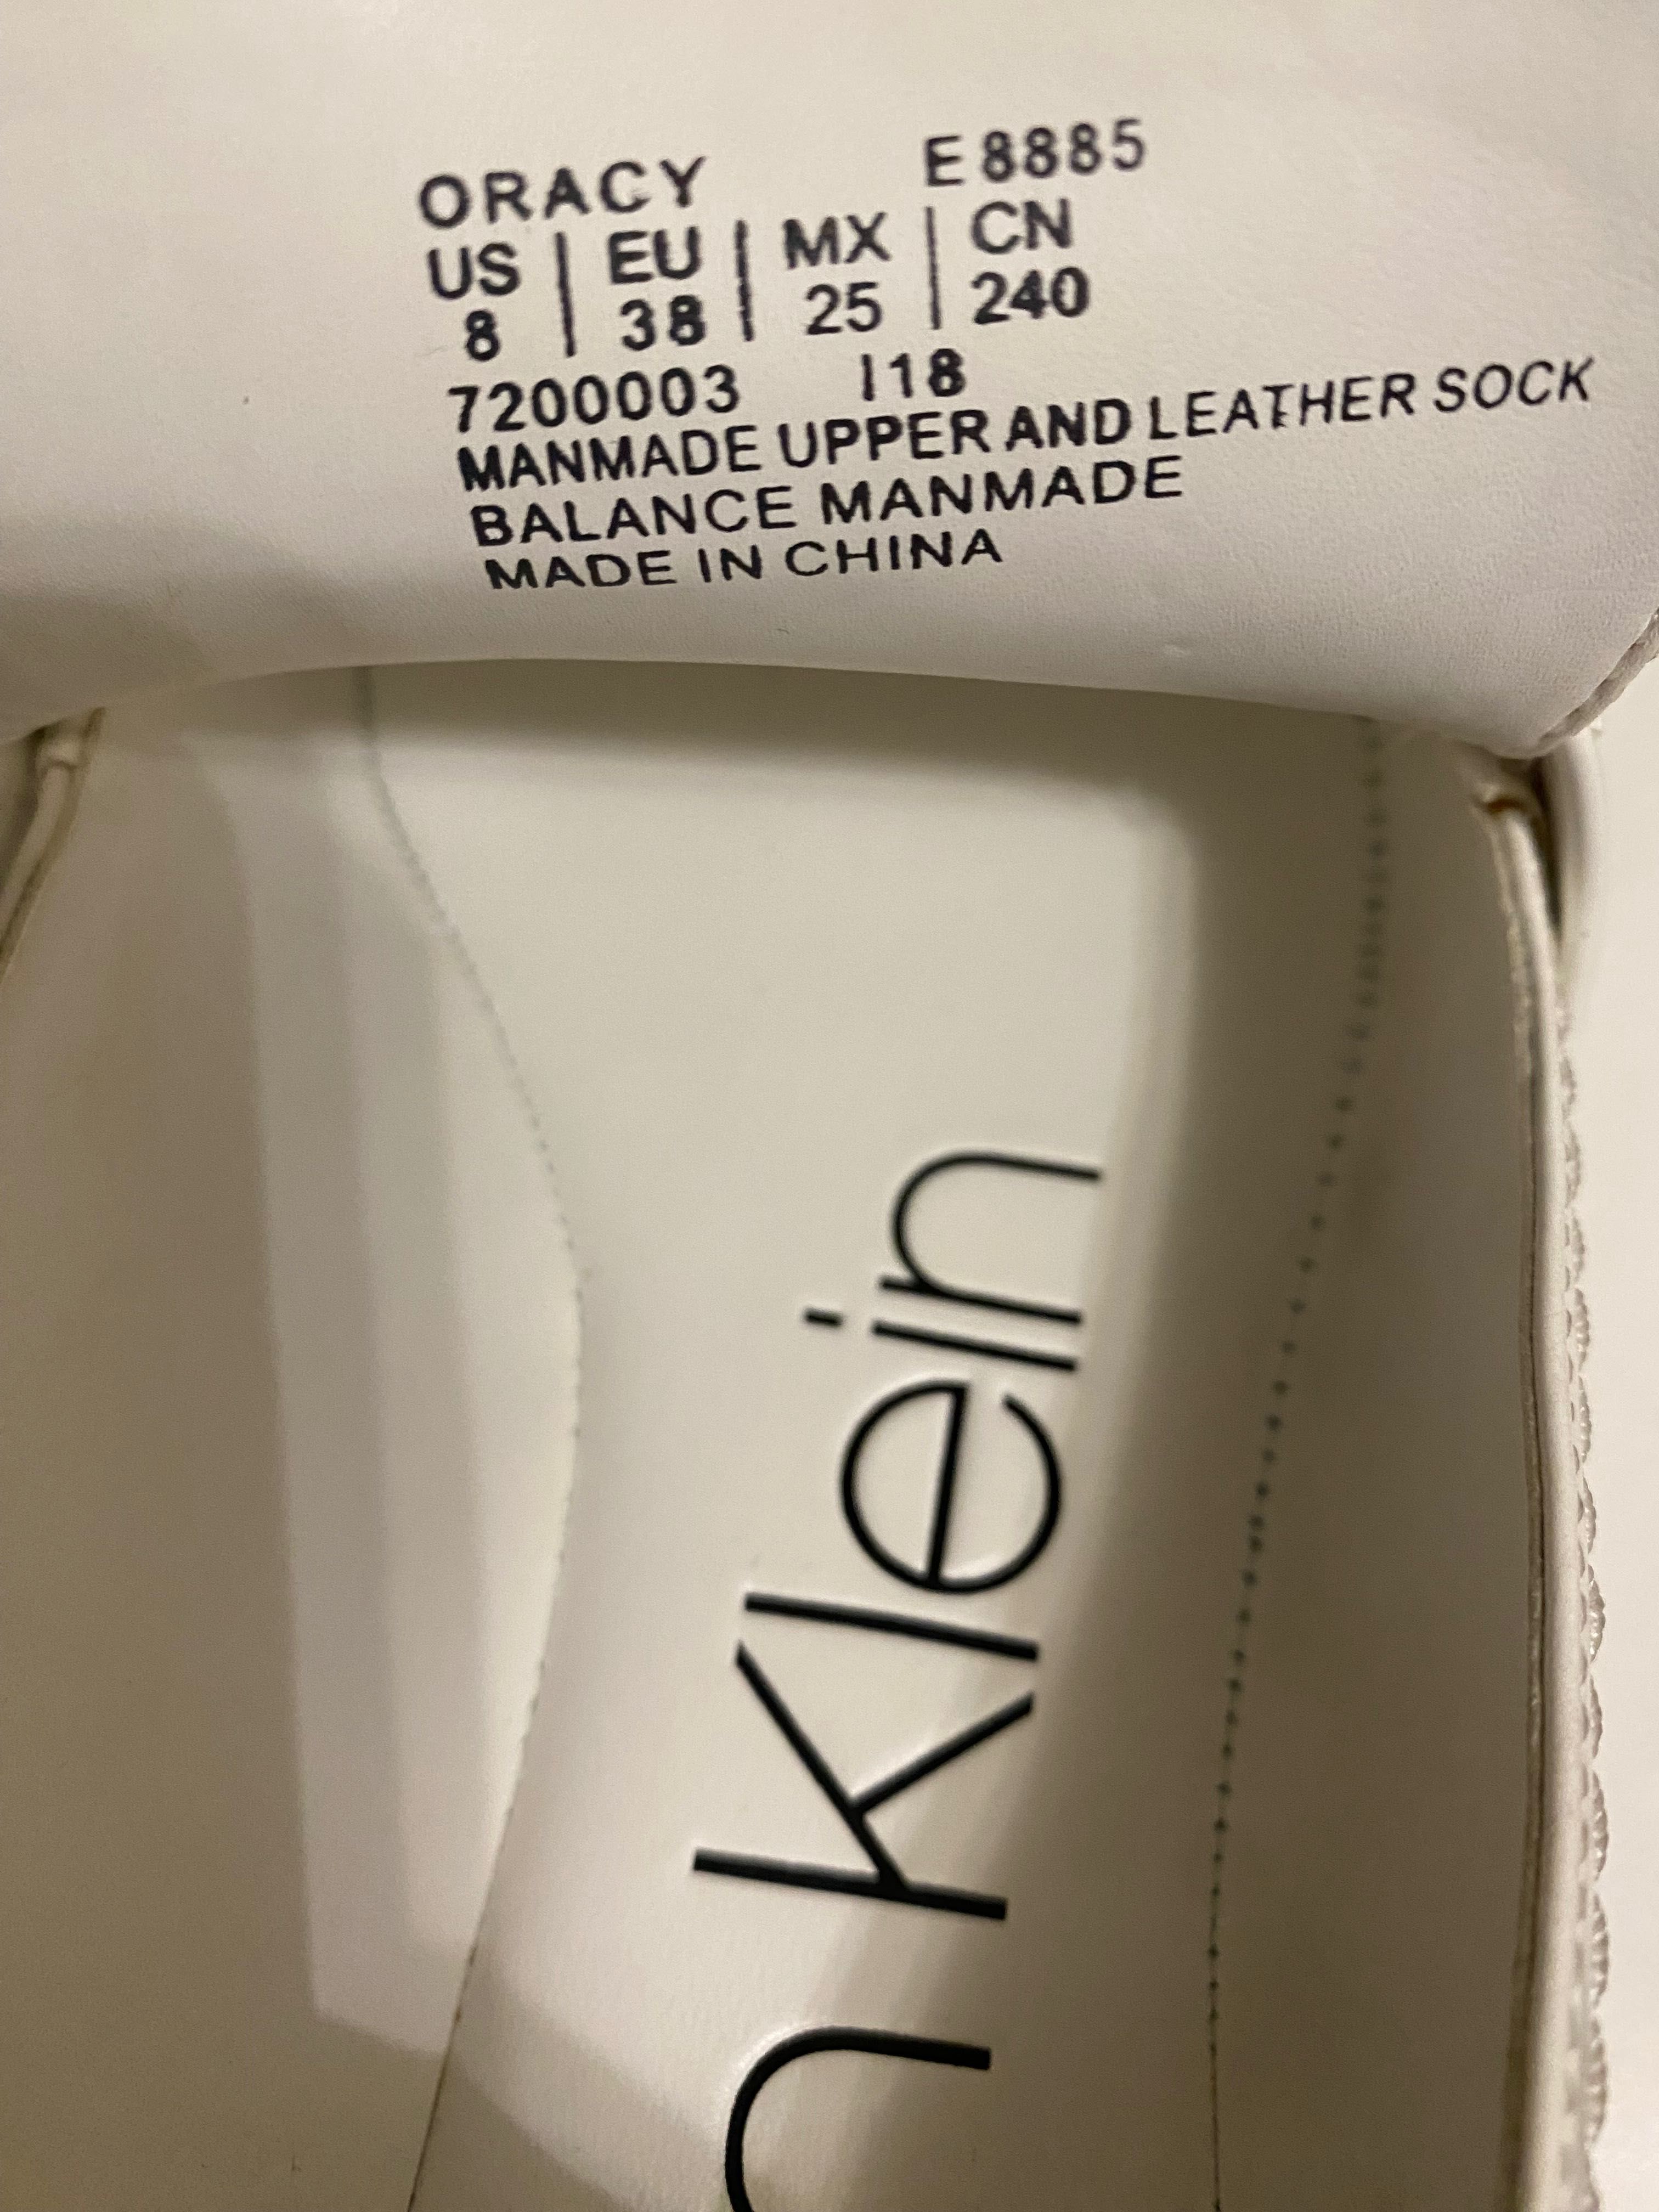 ORACY E8885
US | EU | MX | CN
8 | 38 | 25 | 240
7200003 I18
MANMADE UPPER AND LEATHER SOCK
BALANCE MANMADE
MADE IN CHINA
n Klein